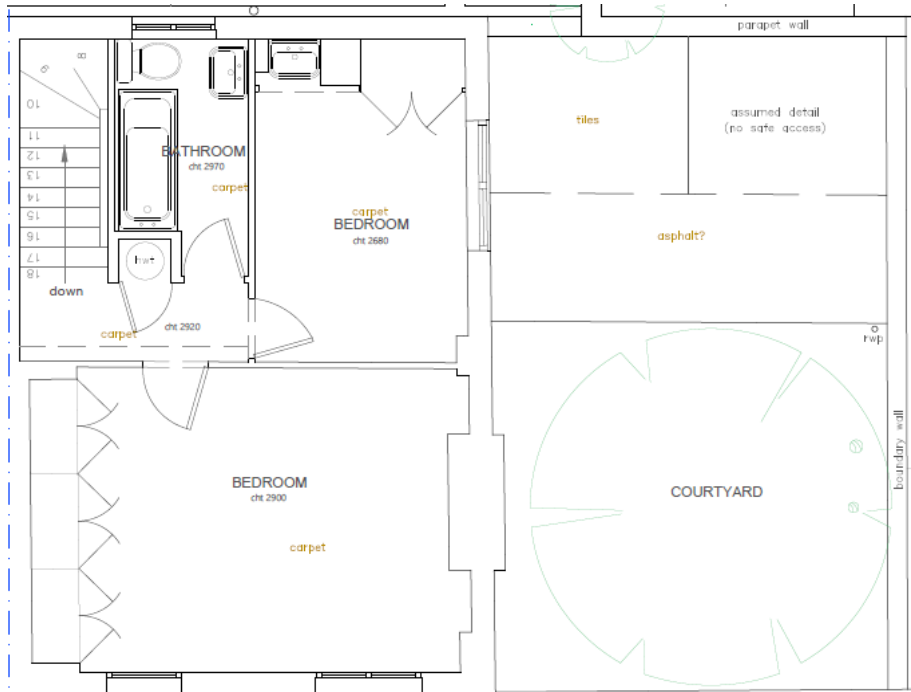 parapet wall
8
9
10
11
12
13
14
15
16
17
18
down
BATHROOM
cht 2970
carpet
hwt
carpet
BEDROOM
cht 2680
tiles
assumed detail
(no safe access)
asphalt?
carpet
cht 2920
rwp
boundary wall
BEDROOM
cht 2900
carpet
COURTYARD